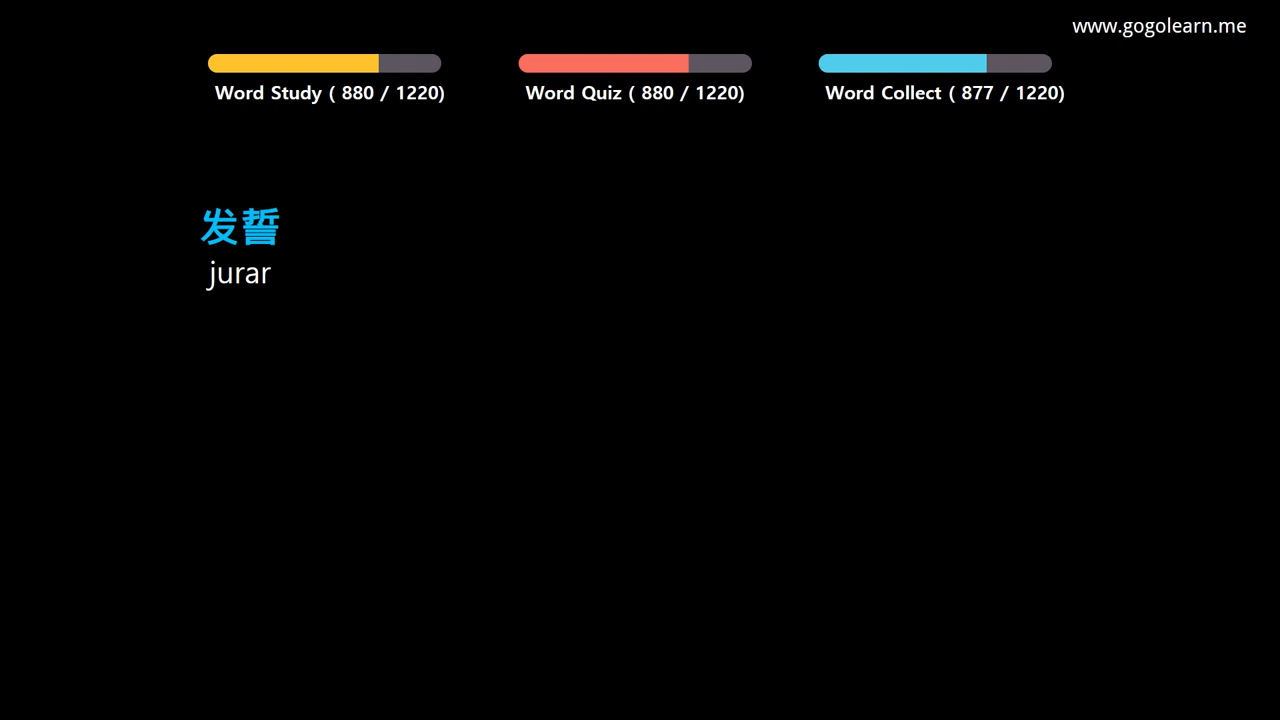 www.gogolearn.me
Word Study ( 880 / 1220)
Word Quiz ( 880 / 1220)
Word Collect ( 877 / 1220)
发誓
jurar